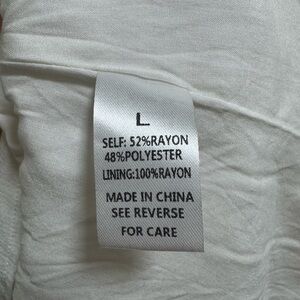 L
SELF: 52%RAYON
48%POLYESTER
LINING:100%RAYON
MADE IN CHINA
SEE REVERSE
FOR CARE